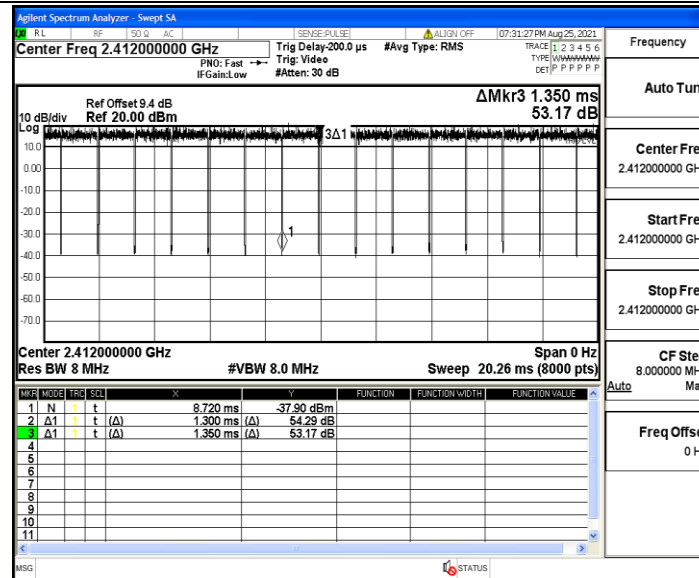 Agilent Spectrum Analyzer - Swept SA
RL RF 50 Ω AC SENSE:PULSE ALIGN OFF 07:31:27 PM Aug 25, 2021
Center Freq 2.412000000 GHz Trig Delay-200.0 µs #Avg Type: RMS TRACE 1 2 3 4 5 6
PNO: Fast Trig: Video TYPE
IFGain:Low #Atten: 30 dB DET P P P P P P
Ref Offset 9.4 dB ΔMkr3 1.350 ms
10 dB/div Ref 20.00 dBm 53.17 dB
Log
3Δ1
10.0
0.00
-10.0
-20.0
-30.0
1
-40.0
-50.0
-60.0
-70.0
Center 2.412000000 GHz Span 0 Hz
Res BW 8 MHz #VBW 8.0 MHz Sweep 20.26 ms (8000 pts)
MKR MODE TRC SCL X Y FUNCTION FUNCTION WIDTH FUNCTION VALUE
1 N 1 t 8.720 ms -37.90 dBm
2 Δ1 1 t (Δ) 1.300 ms (Δ) 54.29 dB
3 Δ1 1 t (Δ) 1.350 ms (Δ) 53.17 dB
4
5
6
7
8
9
10
11
MSG STATUS
Frequency
Auto Tun
Center Fre
2.412000000 GH
Start Fre
2.412000000 GH
Stop Fre
2.412000000 GH
CF Ste
8.000000 MH
Auto Ma
Freq Offse
0 H